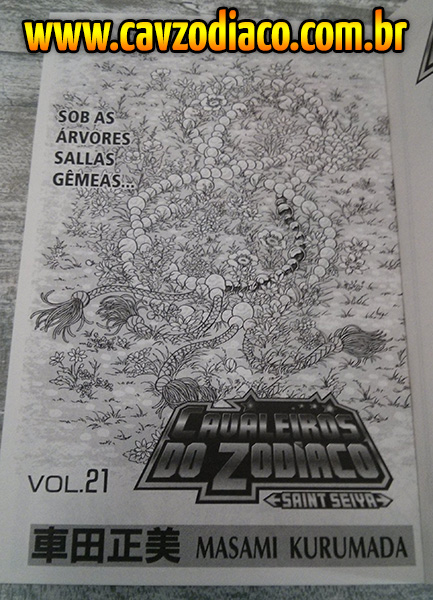 www.cavzodiaco.com.br
SOB AS
ÁRVORES
SALLAS
GÊMEAS...
CAVALEIROS
DO ZODÍACO
SAINT SEIYA
VOL.21
車田正美 MASAMI KURUMADA